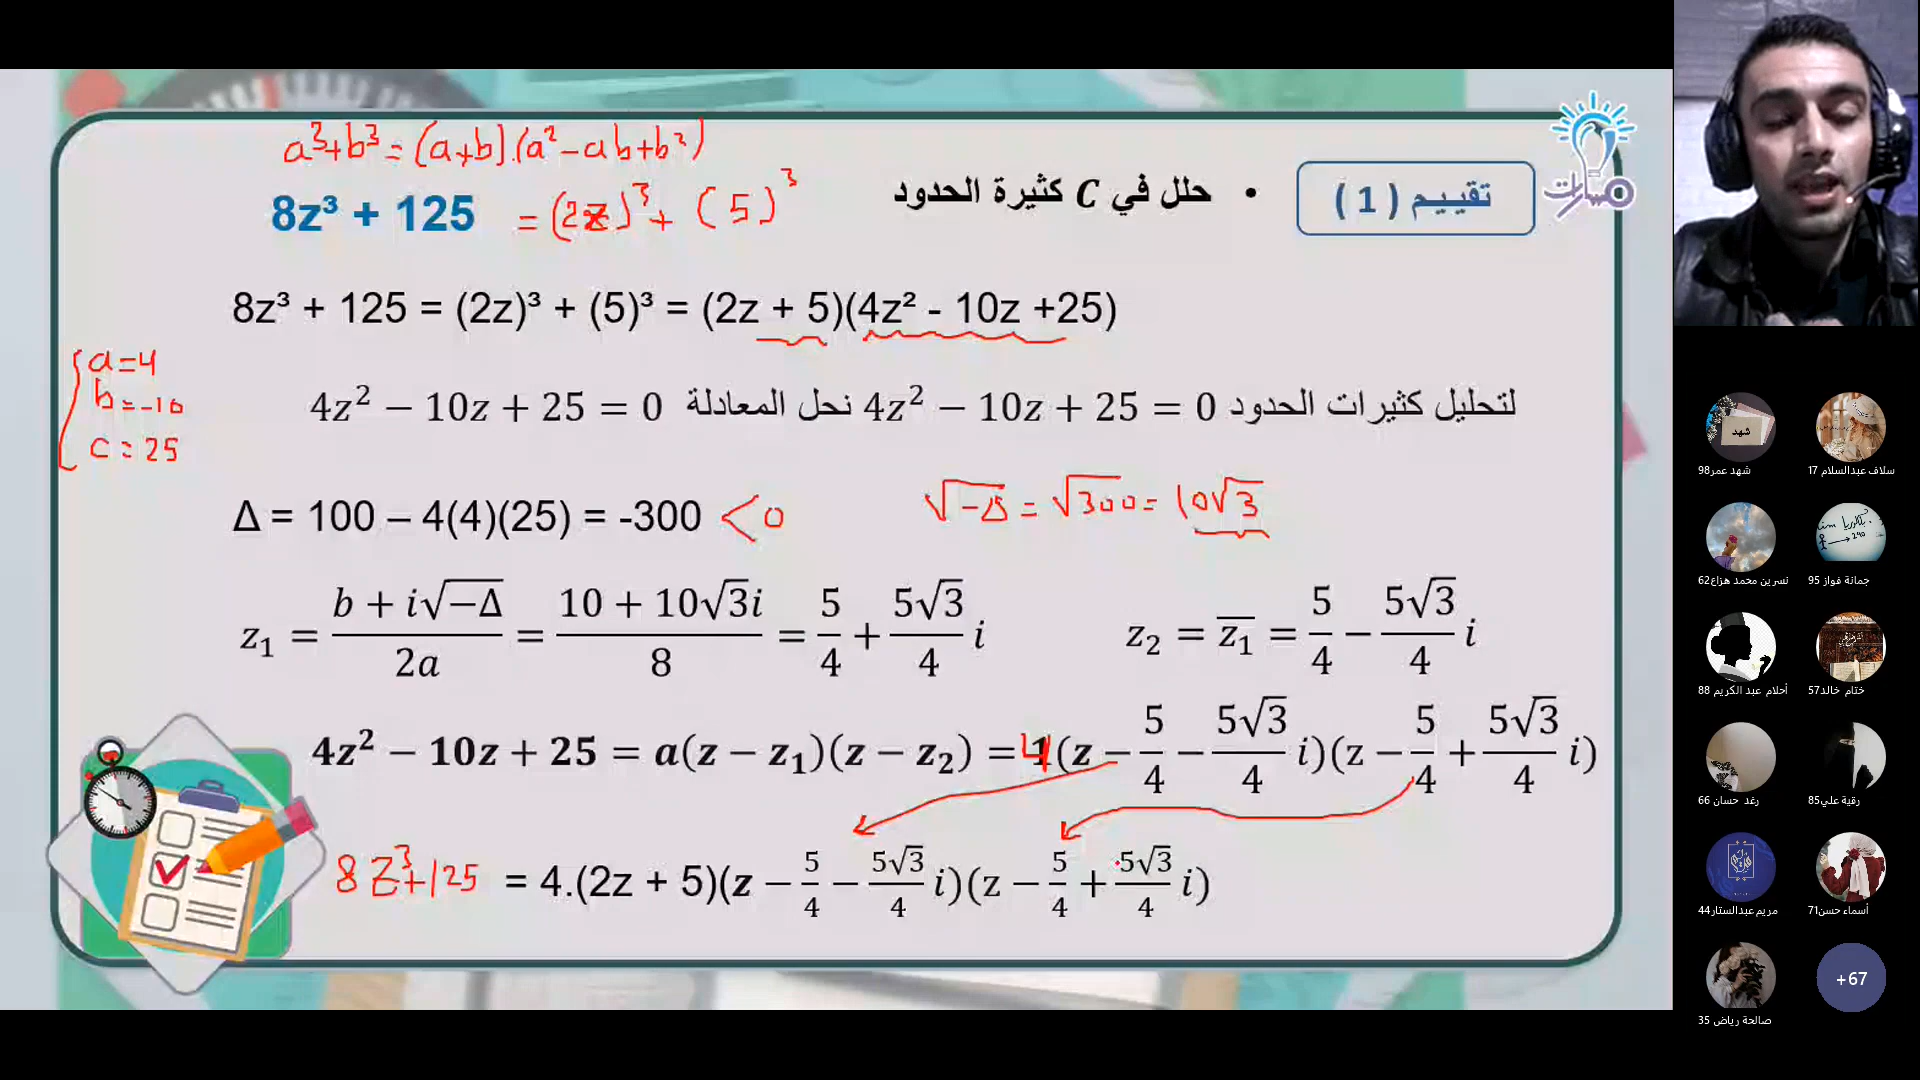 a³+b³ = (a+b).(a²-ab+b²)
تقييم ( 1 )
• حلل في C كثيرة الحدود
8z³ + 125 = (2z)³ + (5)³
مسارات
8z³ + 125 = (2z)³ + (5)³ = (2z + 5)(4z² - 10z +25)
a=4
b=-10
c=25
لتحليل كثيرات الحدود 4z² − 10z + 25 = 0 نحل المعادلة 4z² − 10z + 25 = 0
Δ = 100 – 4(4)(25) = -300 <0
√-Δ = √300 = 10√3
z₁ = (b + i√−Δ)/2a = (10 + 10√3i)/8 = 5/4 + 5√3/4 i
z₂ = z̅₁ = 5/4 − 5√3/4 i
4z² − 10z + 25 = a(z − z₁)(z − z₂) = 4(z − 5/4 − 5√3/4 i)(z − 5/4 + 5√3/4 i)
8z³+125 = 4.(2z + 5)(z − 5/4 − 5√3/4 i)(z − 5/4 + 5√3/4 i)
شهد
شهد عمر98
سلاف عبدالسلام 17
نسرين محمد هزاع62
جمانة فواز 95
أحلام عبد الكريم 88
ختام خالد57
رغد حسان 66
رقية علي85
مريم عبدالستار44
أسماء حسن71
صالحة رياض 35
+67